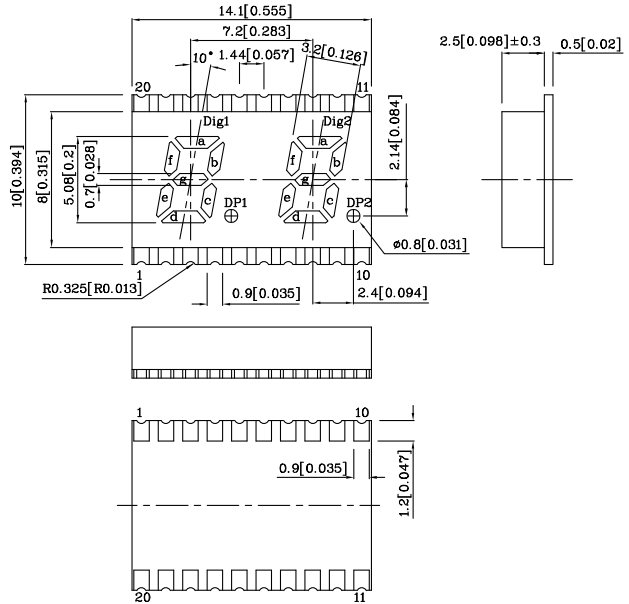 14.1[0.555]
7.2[0.283]
2.5[0.098]±0.3
0.5[0.02]
10° 1.44[0.057]
3.2[0.126]
20
11
Dig1
Dig2
a
a
f
b
f
b
g
g
e
c
e
c
d
d
DP1
DP2
10[0.394]
8[0.315]
5.08[0.2]
0.7[0.028]
2.14[0.084]
ø0.8[0.031]
1
10
R0.325[R0.013]
0.9[0.035]
2.4[0.094]
1
10
0.9[0.035]
1.2[0.047]
20
11